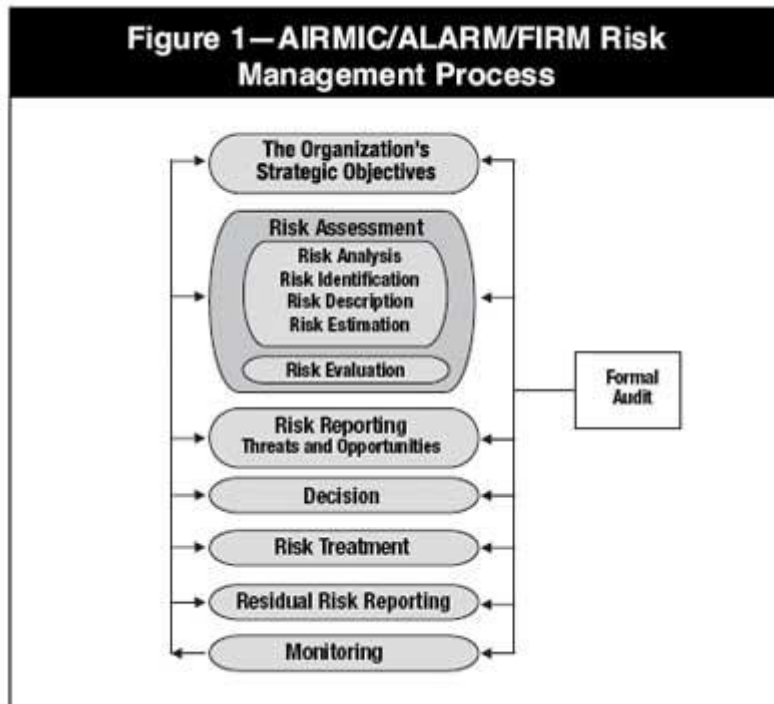 Figure 1—AIRMIC/ALARM/FIRM Risk
Management Process
The Organization's
Strategic Objectives
Risk Assessment
Risk Analysis
Risk Identification
Risk Description
Risk Estimation
Risk Evaluation
Risk Reporting
Threats and Opportunities
Decision
Risk Treatment
Residual Risk Reporting
Monitoring
Formal
Audit